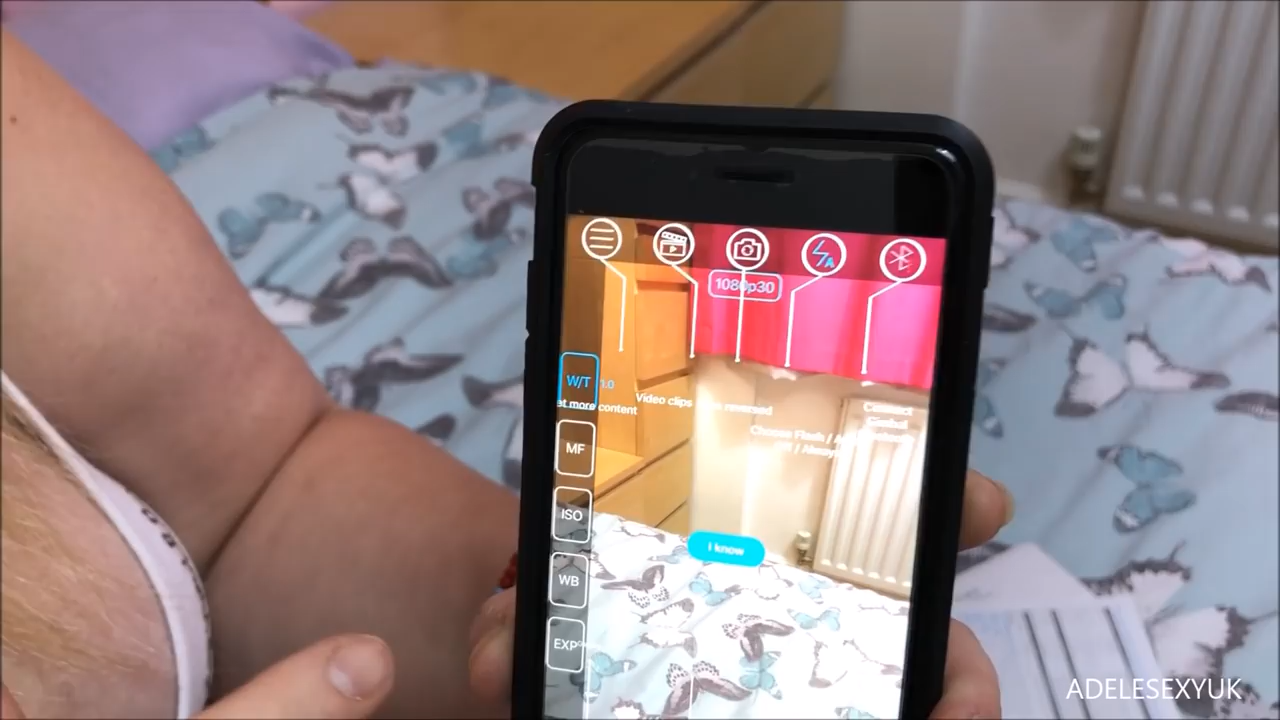 1080p30
W/T
1.0
at more content
Video clips
reversed
Connect
Gimbal
Choose Flash / A
/ Always
MF
ISO
I know
WB
EXP
ADELESEXYUK